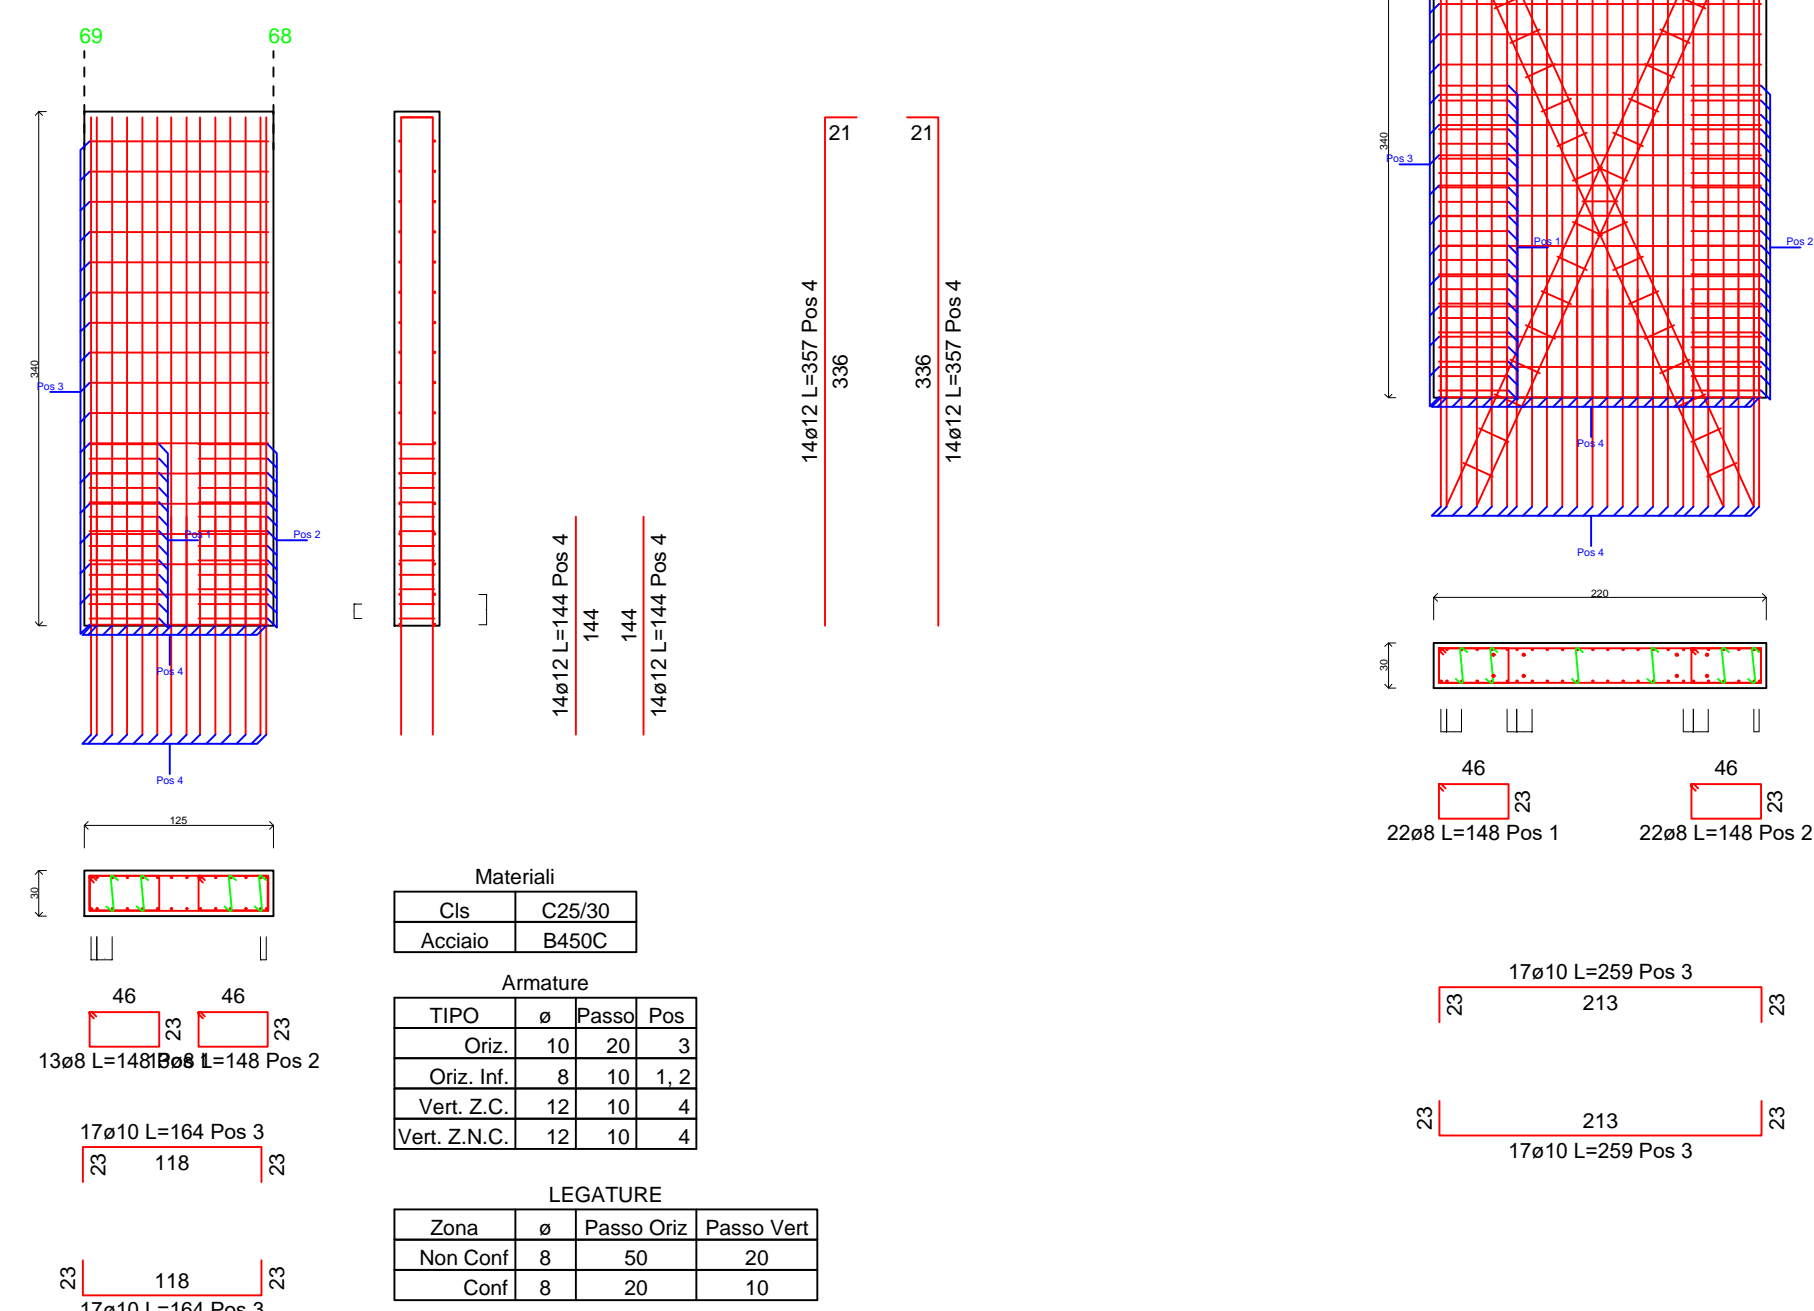 69
68
340
Pos 3
Pos 1
Pos 2
Pos 4
Pos 4
14ø12 L=144 Pos 4
144
144
14ø12 L=144 Pos 4
21
21
14ø12 L=357 Pos 4
336
336
14ø12 L=357 Pos 4
125
30
46
23
46
23
13ø8 L=148 Pos 1
13ø8 L=148 Pos 2
17ø10 L=164 Pos 3
23
118
23
23
118
23
17ø10 L=164 Pos 3
Materiali
Cls C25/30
Acciaio B450C
Armature
TIPO ø Passo Pos
Oriz. 10 20 3
Oriz. Inf. 8 10 1, 2
Vert. Z.C. 12 10 4
Vert. Z.N.C. 12 10 4
LEGATURE
Zona ø Passo Oriz Passo Vert
Non Conf 8 50 20
Conf 8 20 10
340
Pos 3
Pos 1
Pos 2
Pos 4
Pos 4
220
30
46
23
22ø8 L=148 Pos 1
46
23
22ø8 L=148 Pos 2
17ø10 L=259 Pos 3
23
213
23
23
213
23
17ø10 L=259 Pos 3